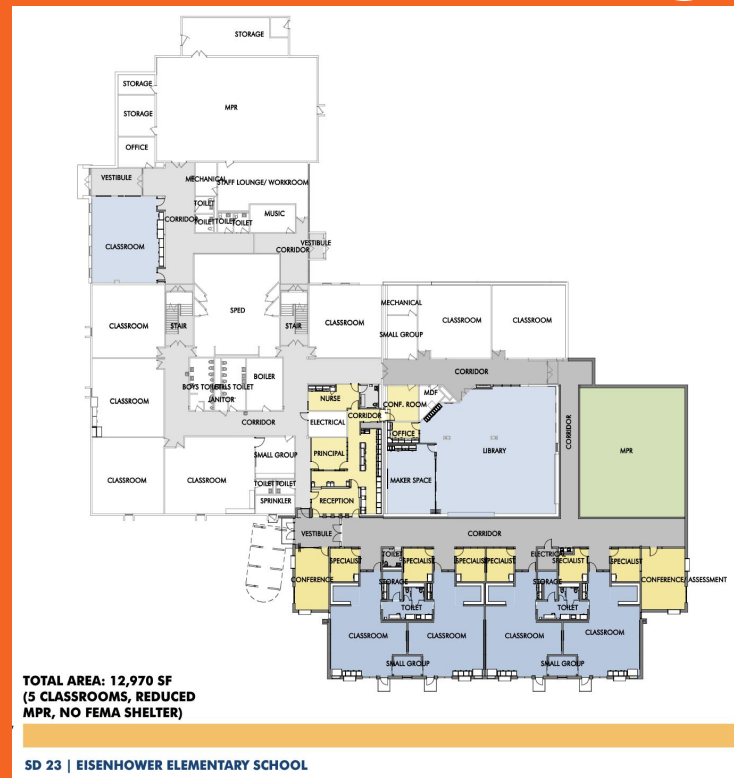 STORAGE
STORAGE
MPR
STORAGE
OFFICE
VESTIBULE
MECHANICAL
STAFF LOUNGE/ WORKROOM
TOILET
MUSIC
CORRIDOR
TOILET
TOILET
TOILET
CLASSROOM
CORRIDOR
VESTIBULE
MECHANICAL
SPED
CLASSROOM
STAIR
STAIR
CLASSROOM
CLASSROOM
CLASSROOM
SMALL GROUP
CORRIDOR
BOILER
BOYS TOILET
GIRLS TOILET
JANITOR
CLASSROOM
NURSE
MDF
CONF. ROOM
CORRIDOR
CORRIDOR
ELECTRICAL
CORRIDOR
OFFICE
LIBRARY
MPR
SMALL GROUP
PRINCIPAL
CLASSROOM
CLASSROOM
TOILET
TOILET
MAKER SPACE
SPRINKLER
RECEPTION
VESTIBULE
CORRIDOR
TOILET
ELECTRICAL
SPECIALIST
SPECIALIST
SPECIALIST
SPECIALIST
SPECIALIST
SPECIALIST
CONFERENCE
STORAGE
STORAGE
CONFERENCE/ASSESSMENT
TOILET
TOILET
CLASSROOM
CLASSROOM
CLASSROOM
CLASSROOM
SMALL GROUP
SMALL GROUP
TOTAL AREA: 12,970 SF
(5 CLASSROOMS, REDUCED
MPR, NO FEMA SHELTER)
SD 23 | EISENHOWER ELEMENTARY SCHOOL